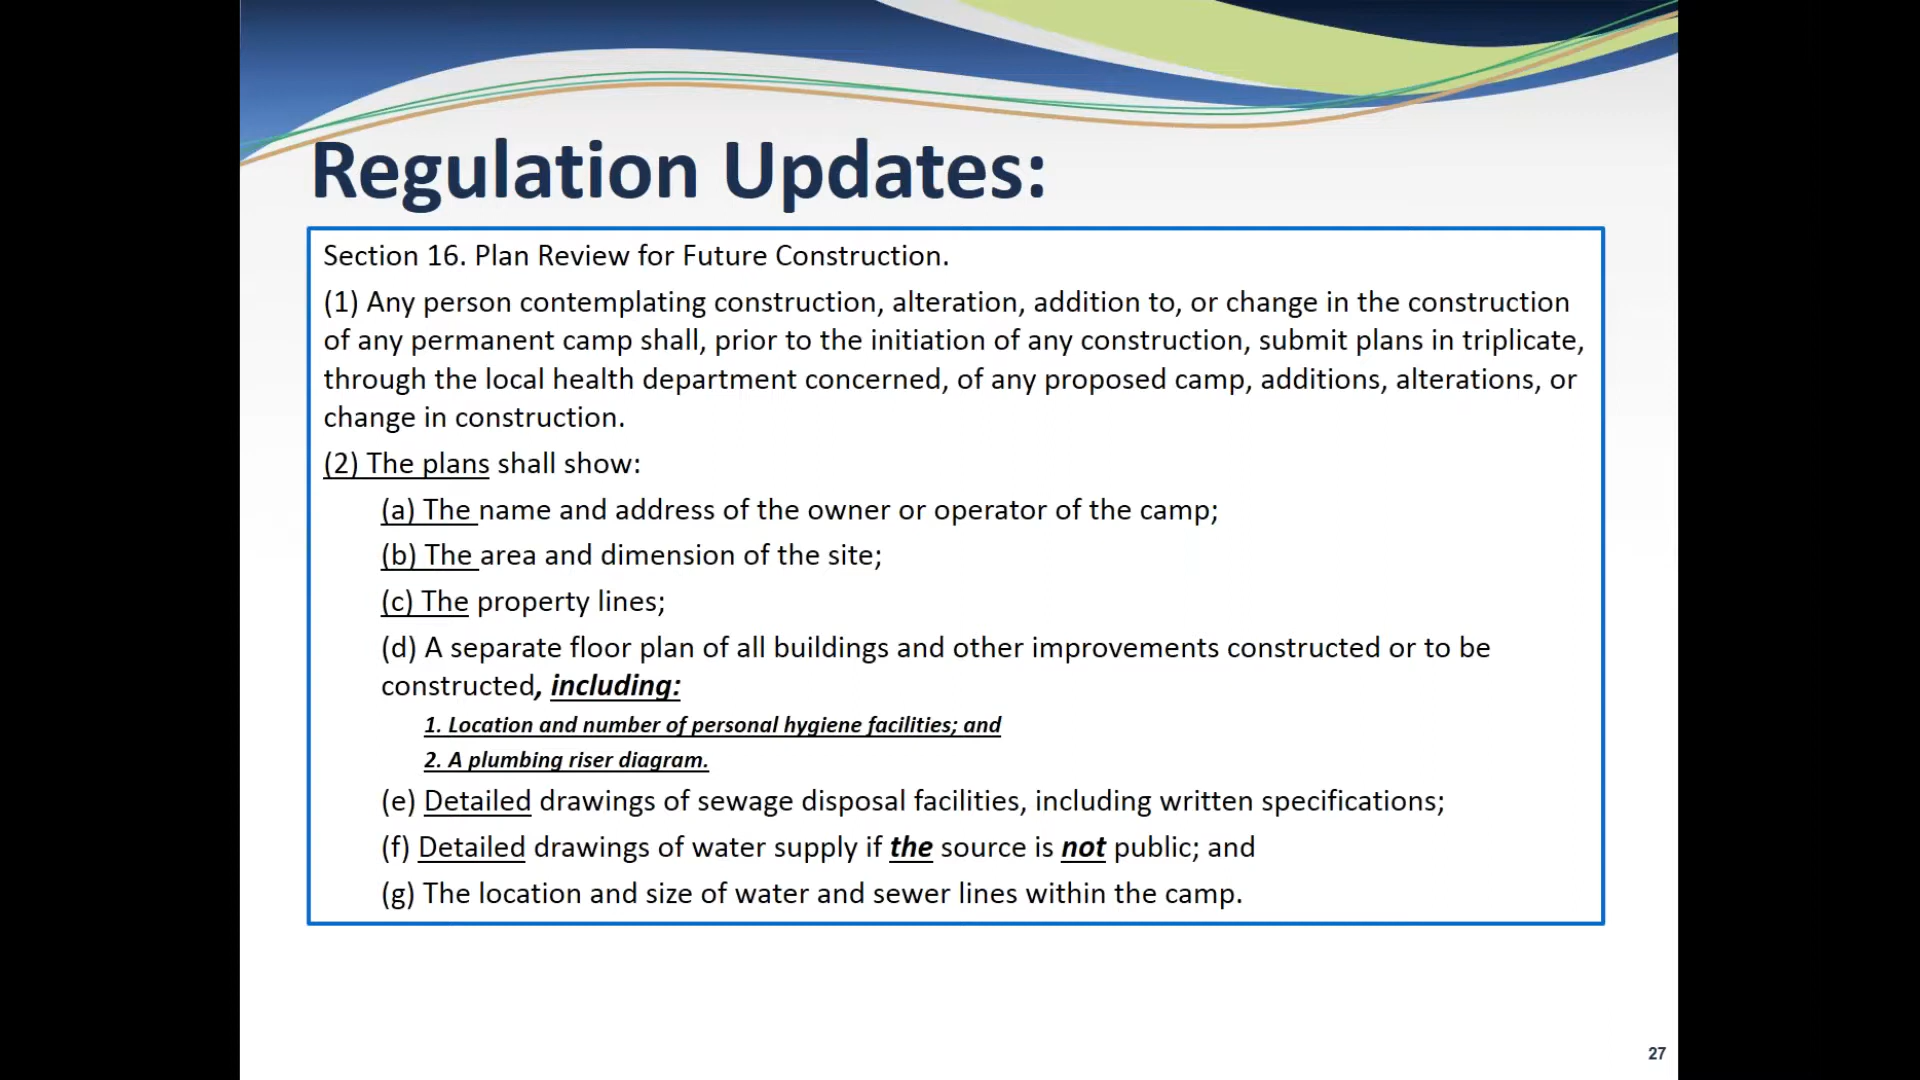 Regulation Updates:
Section 16. Plan Review for Future Construction.
(1) Any person contemplating construction, alteration, addition to, or change in the construction
of any permanent camp shall, prior to the initiation of any construction, submit plans in triplicate,
through the local health department concerned, of any proposed camp, additions, alterations, or
change in construction.
(2) The plans shall show:
(a) The name and address of the owner or operator of the camp;
(b) The area and dimension of the site;
(c) The property lines;
(d) A separate floor plan of all buildings and other improvements constructed or to be
constructed, including:
1. Location and number of personal hygiene facilities; and
2. A plumbing riser diagram.
(e) Detailed drawings of sewage disposal facilities, including written specifications;
(f) Detailed drawings of water supply if the source is not public; and
(g) The location and size of water and sewer lines within the camp.
27